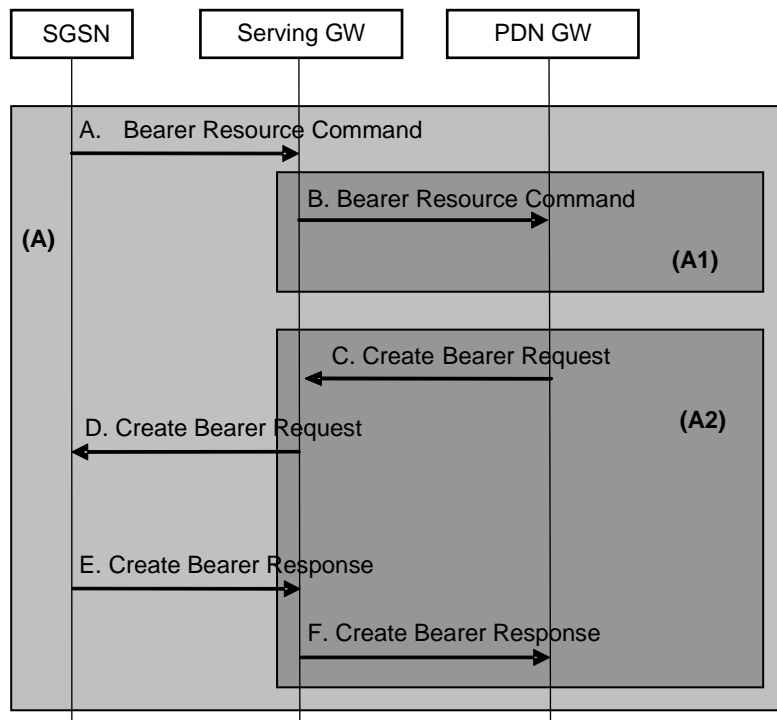 SGSN
Serving GW
PDN GW
A. Bearer Resource Command
B. Bearer Resource Command
(A)
(A1)
C. Create Bearer Request
(A2)
D. Create Bearer Request
E. Create Bearer Response
F. Create Bearer Response